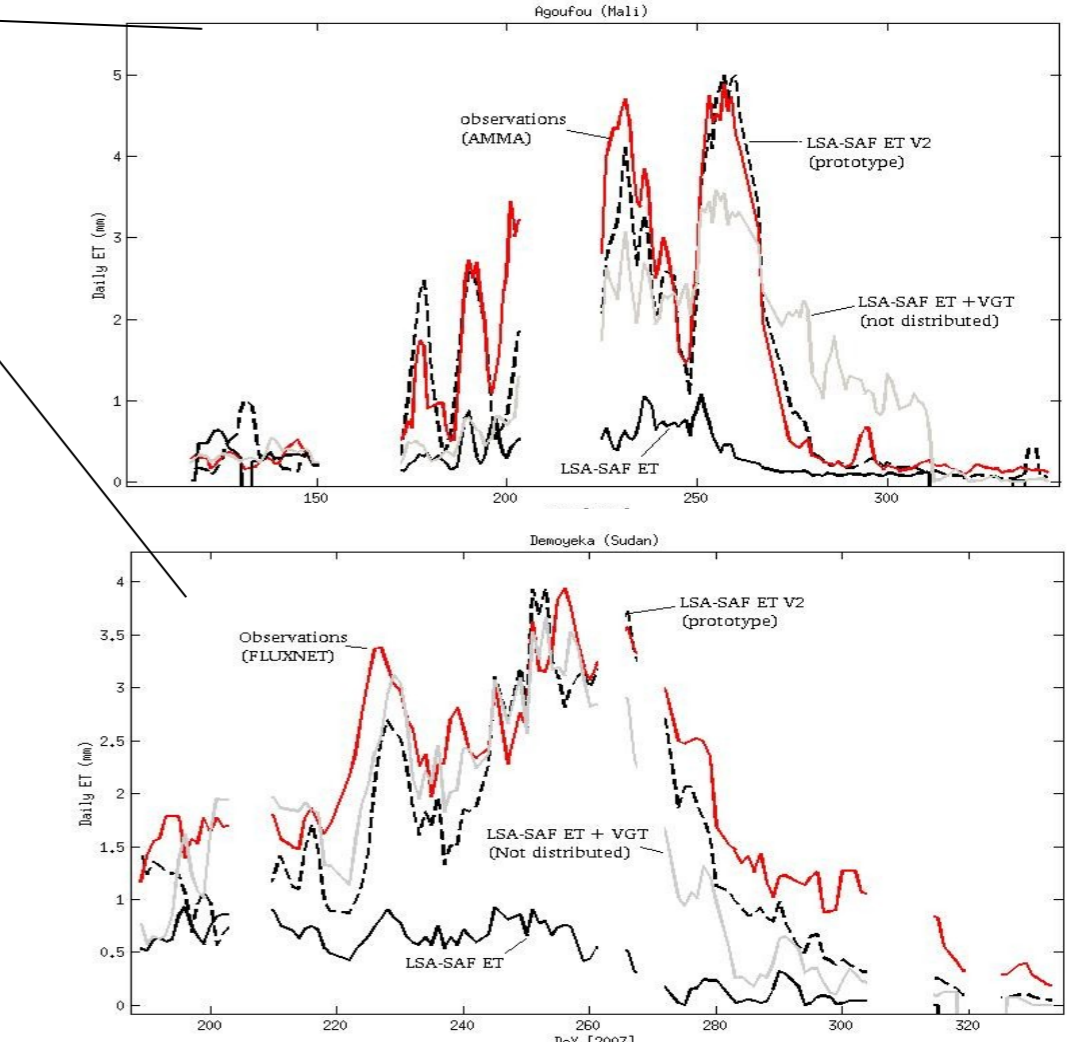 Agoufou (Mali)
Daily ET (mm)
5
4
3
2
1
0
observations
(AMMA)
LSA-SAF ET V2
(prototype)
LSA-SAF ET +VGT
(not distributed)
LSA-SAF ET
150
200
250
300
Demoyeka (Sudan)
Daily ET (mm)
4
3.5
3
2.5
2
1.5
1
0.5
0
Observations
(FLUXNET)
LSA-SAF ET V2
(prototype)
LSA-SAF ET + VGT
(Not distributed)
LSA-SAF ET
200
220
240
260
280
300
320
DoY [2007]